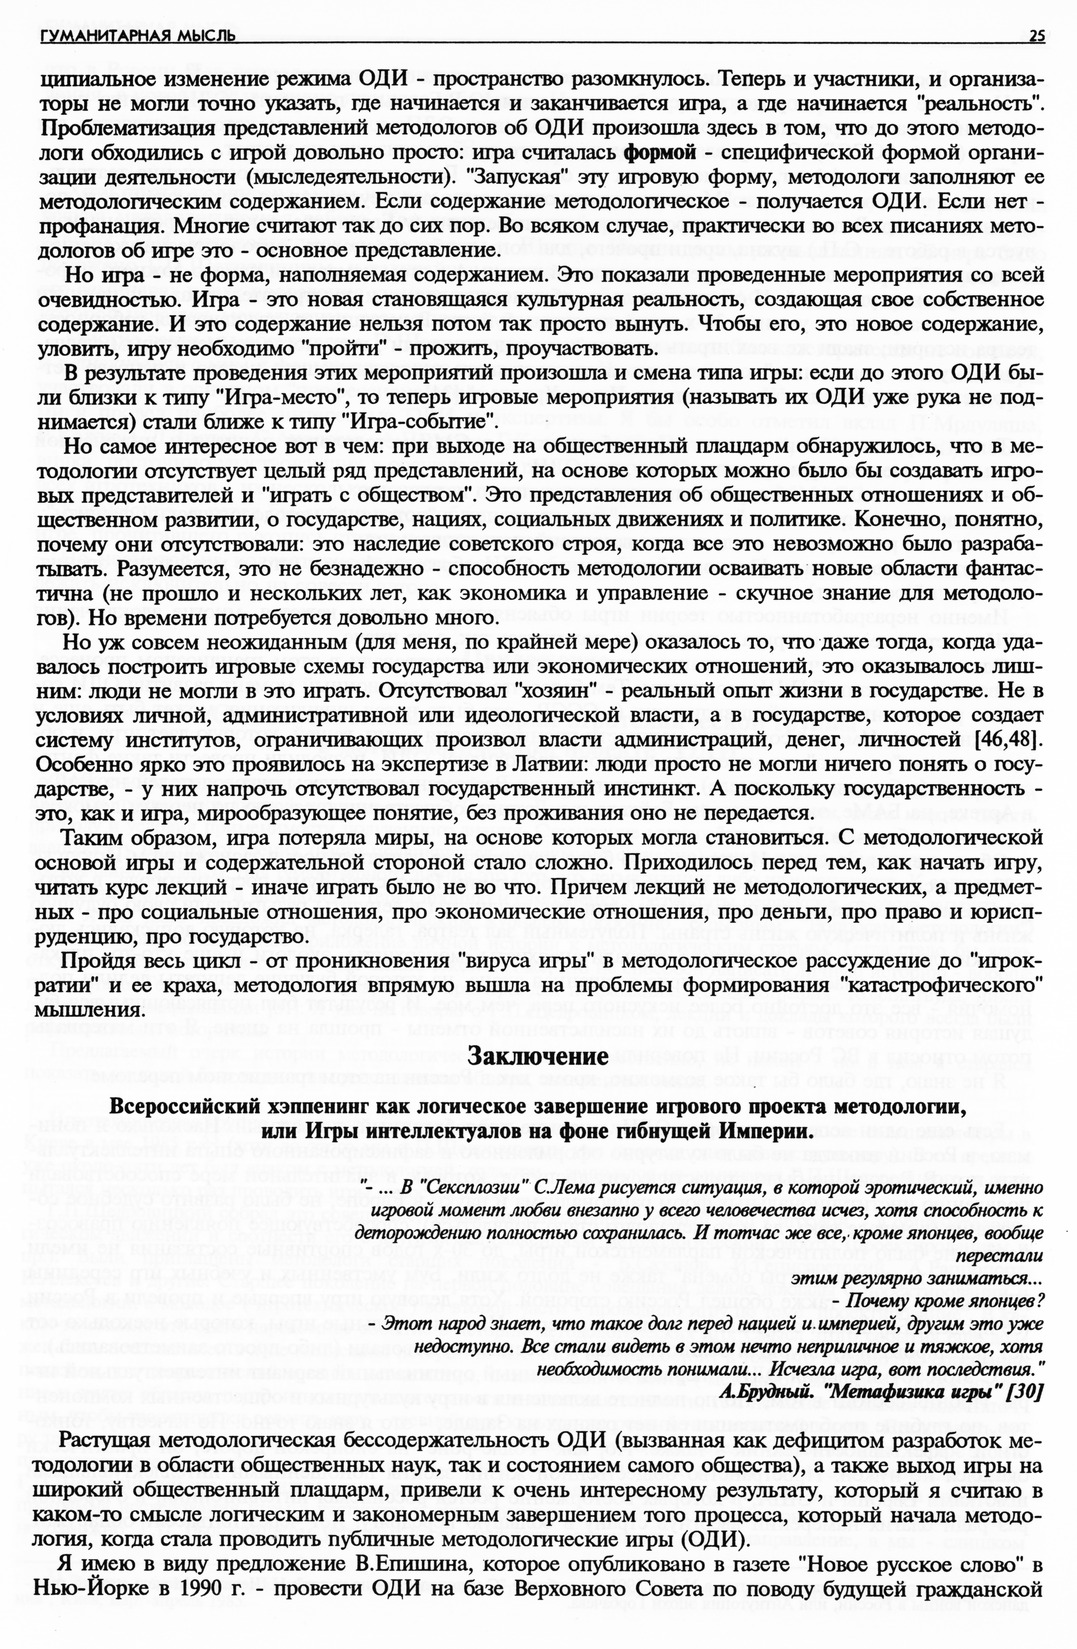 ГУМАНИТАРНАЯ МЫСЛЬ 25
ципиальное изменение режима ОДИ - пространство разомкнулось. Теперь и участники, и организа-
торы не могли точно указать, где начинается и заканчивается игра, а где начинается "реальность".
Проблематизация представлений методологов об ОДИ произошла здесь в том, что до этого методо-
логи обходились с игрой довольно просто: игра считалась формой - специфической формой органи-
зации деятельности (мыследеятельности). "Запуская" эту игровую форму, методологи заполняют ее
методологическим содержанием. Если содержание методологическое - получается ОДИ. Если нет -
профанация. Многие считают так до сих пор. Во всяком случае, практически во всех писаниях мето-
дологов об игре это - основное представление.
Но игра - не форма, наполняемая содержанием. Это показали проведенные мероприятия со всей
очевидностью. Игра - это новая становящаяся культурная реальность, создающая свое собственное
содержание. И это содержание нельзя потом так просто вынуть. Чтобы его, это новое содержание,
уловить, игру необходимо "пройти" - прожить, проучаствовать.
В результате проведения этих мероприятий произошла и смена типа игры: если до этого ОДИ бы-
ли близки к типу "Игра-место", то теперь игровые мероприятия (называть их ОДИ уже рука не под-
нимается) стали ближе к типу "Игра-событие".
Но самое интересное вот в чем: при выходе на общественный плацдарм обнаружилось, что в ме-
тодологии отсутствует целый ряд представлений, на основе которых можно было бы создавать игро-
вых представителей и "играть с обществом". Это представления об общественных отношениях и об-
щественном развитии, о государстве, нациях, социальных движениях и политике. Конечно, понятно,
почему они отсутствовали: это наследие советского строя, когда все это невозможно было разраба-
тывать. Разумеется, это не безнадежно - способность методологии осваивать новые области фантас-
тична (не прошло и нескольких лет, как экономика и управление - скучное знание для методоло-
гов). Но времени потребуется довольно много.
Но уж совсем неожиданным (для меня, по крайней мере) оказалось то, что даже тогда, когда уда-
валось построить игровые схемы государства или экономических отношений, это оказывалось лиш-
ним: люди не могли в это играть. Отсутствовал "хозяин" - реальный опыт жизни в государстве. Не в
условиях личной, административной или идеологической власти, а в государстве, которое создает
систему институтов, ограничивающих произвол власти администраций, денег, личностей [46,48].
Особенно ярко это проявилось на экспертизе в Латвии: люди просто не могли ничего понять о госу-
дарстве, - у них напрочь отсутствовал государственный инстинкт. А поскольку государственность -
это, как и игра, мирообразующее понятие, без проживания оно не передается.
Таким образом, игра потеряла миры, на основе которых могла становиться. С методологической
основой игры и содержательной стороной стало сложно. Приходилось перед тем, как начать игру,
читать курс лекций - иначе играть было не во что. Причем лекций не методологических, а предмет-
ных - про социальные отношения, про экономические отношения, про деньги, про право и юрисп-
руденцию, про государство.
Пройдя весь цикл - от проникновения "вируса игры" в методологическое рассуждение до "игрок-
ратии" и ее краха, методология впрямую вышла на проблемы формирования "катастрофического"
мышления.
Заключение
Всероссийский хэппенинг как логическое завершение игрового проекта методологии,
или Игры интеллектуалов на фоне гибнущей Империи.
"- ... В "Сексплозии" С.Лема рисуется ситуация, в которой эротический, именно
игровой момент любви внезапно у всего человечества исчез, хотя способность к
деторождению полностью сохранилась. И тотчас же все, кроме японцев, вообще
перестали
этим регулярно заниматься...
- Почему кроме японцев?
- Этот народ знает, что такое долг перед нацией и империей, другим это уже
недоступно. Все стали видеть в этом нечто неприличное и тяжкое, хотя
необходимость понимали... Исчезла игра, вот последствия."
А.Брудный. "Метафизика игры" [30]
Растущая методологическая бессодержательность ОДИ (вызванная как дефицитом разработок ме-
тодологии в области общественных наук, так и состоянием самого общества), а также выход игры на
широкий общественный плацдарм, привели к очень интересному результату, который я считаю в
каком-то смысле логическим и закономерным завершением того процесса, который начала методо-
логия, когда стала проводить публичные методологические игры (ОДИ).
Я имею в виду предложение В.Епишина, которое опубликовано в газете "Новое русское слово" в
Нью-Йорке в 1990 г. - провести ОДИ на базе Верховного Совета по поводу будущей гражданской